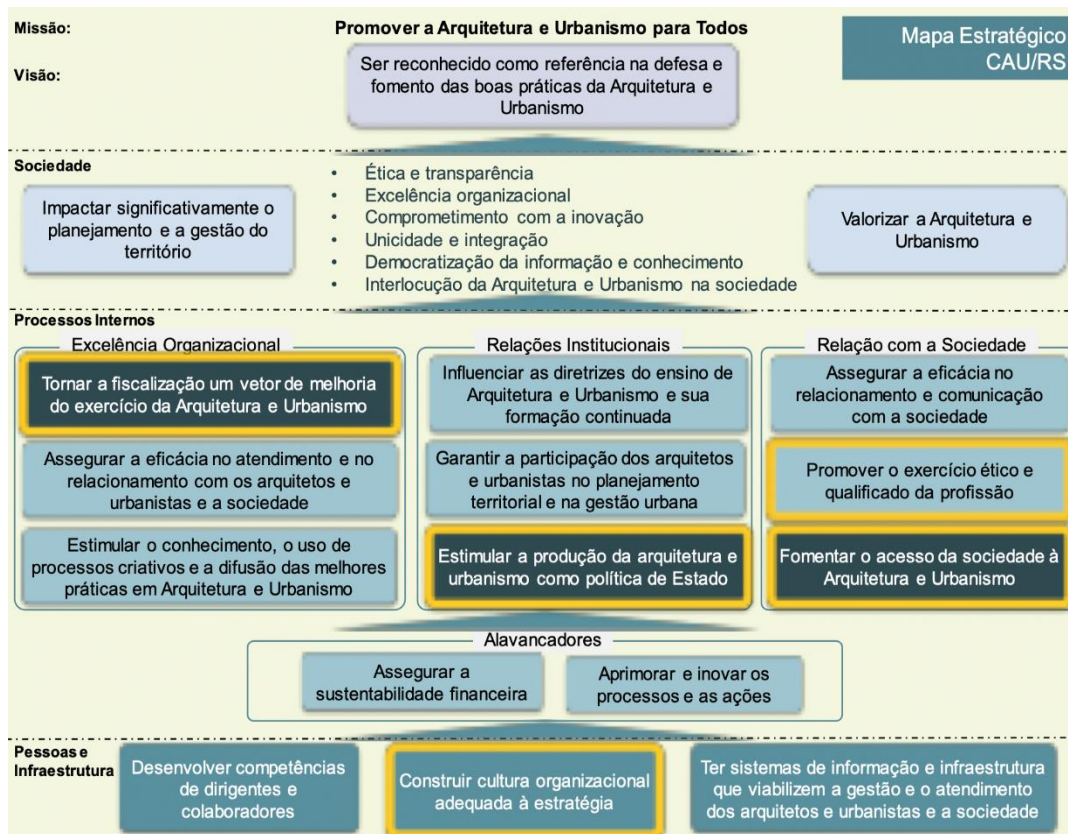 Missão:
Promover a Arquitetura e Urbanismo para Todos
Mapa Estratégico
CAU/RS
Visão:
Ser reconhecido como referência na defesa e
fomento das boas práticas da Arquitetura e
Urbanismo
Sociedade
Impactar significativamente o
planejamento e a gestão do
território
• Ética e transparência
• Excelência organizacional
• Comprometimento com a inovação
• Unicidade e integração
• Democratização da informação e conhecimento
• Interlocução da Arquitetura e Urbanismo na sociedade
Valorizar a Arquitetura e
Urbanismo
Processos Internos
Excelência Organizacional
Tornar a fiscalização um vetor de melhoria
do exercício da Arquitetura e Urbanismo
Assegurar a eficácia no atendimento e no
relacionamento com os arquitetos e
urbanistas e a sociedade
Estimular o conhecimento, o uso de
processos criativos e a difusão das melhores
práticas em Arquitetura e Urbanismo
Relações Institucionais
Influenciar as diretrizes do ensino de
Arquitetura e Urbanismo e sua
formação continuada
Garantir a participação dos arquitetos
e urbanistas no planejamento
territorial e na gestão urbana
Estimular a produção da arquitetura e
urbanismo como política de Estado
Relação com a Sociedade
Assegurar a eficácia no
relacionamento e comunicação
com a sociedade
Promover o exercício ético e
qualificado da profissão
Fomentar o acesso da sociedade à
Arquitetura e Urbanismo
Alavancadores
Assegurar a
sustentabilidade financeira
Aprimorar e inovar os
processos e as ações
Pessoas e
Infraestrutura
Desenvolver competências
de dirigentes e
colaboradores
Construir cultura organizacional
adequada à estratégia
Ter sistemas de informação e infraestrutura
que viabilizem a gestão e o atendimento
dos arquitetos e urbanistas e a sociedade